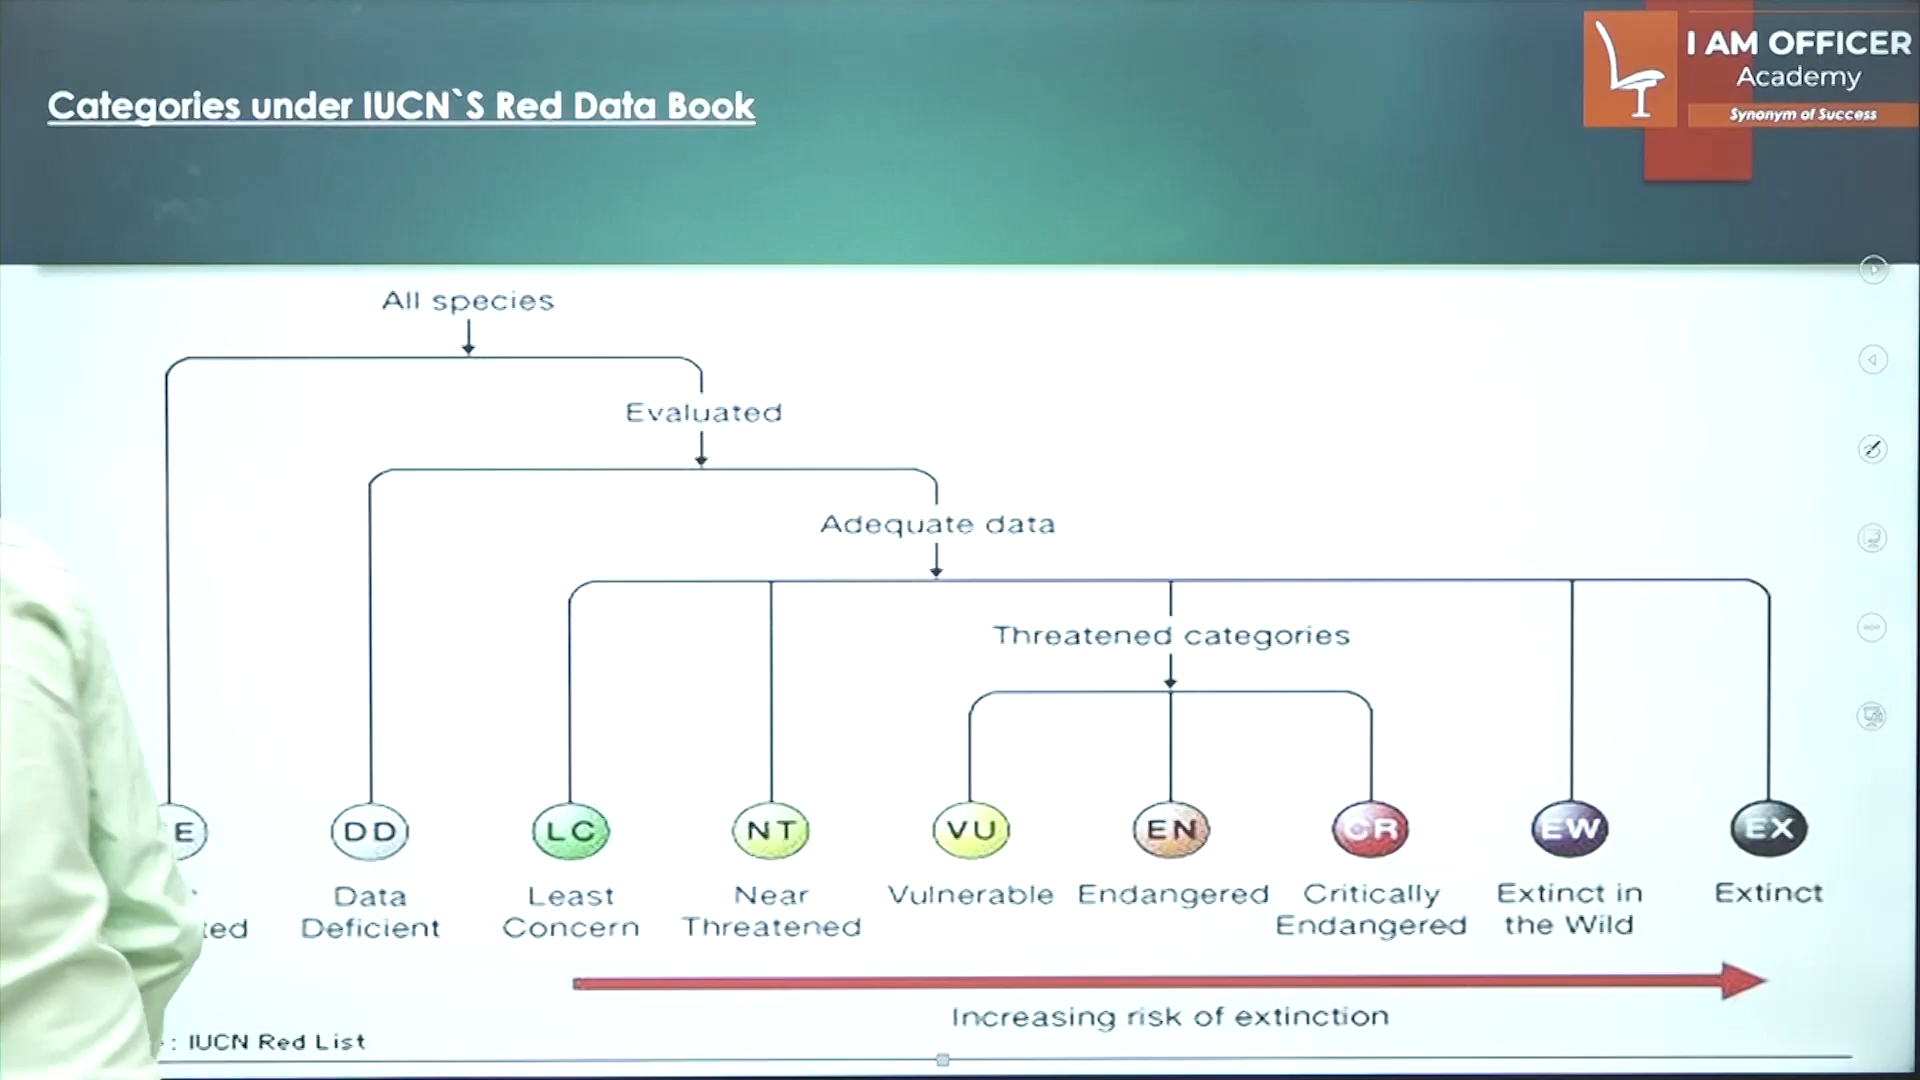 Categories under IUCN`S Red Data Book
I AM OFFICER
Academy
Synonym of Success
All species
Evaluated
Adequate data
Threatened categories
E
DD
LC
NT
VU
EN
CR
EW
EX
Data
Deficient
Least
Concern
Near
Threatened
Vulnerable
Endangered
Critically
Endangered
Extinct in
the Wild
Extinct
Increasing risk of extinction
: IUCN Red List